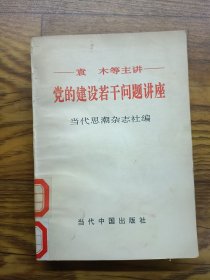 ——袁 木等主讲——
党的建设若干问题讲座
当代思潮杂志社编
当代中国出版社